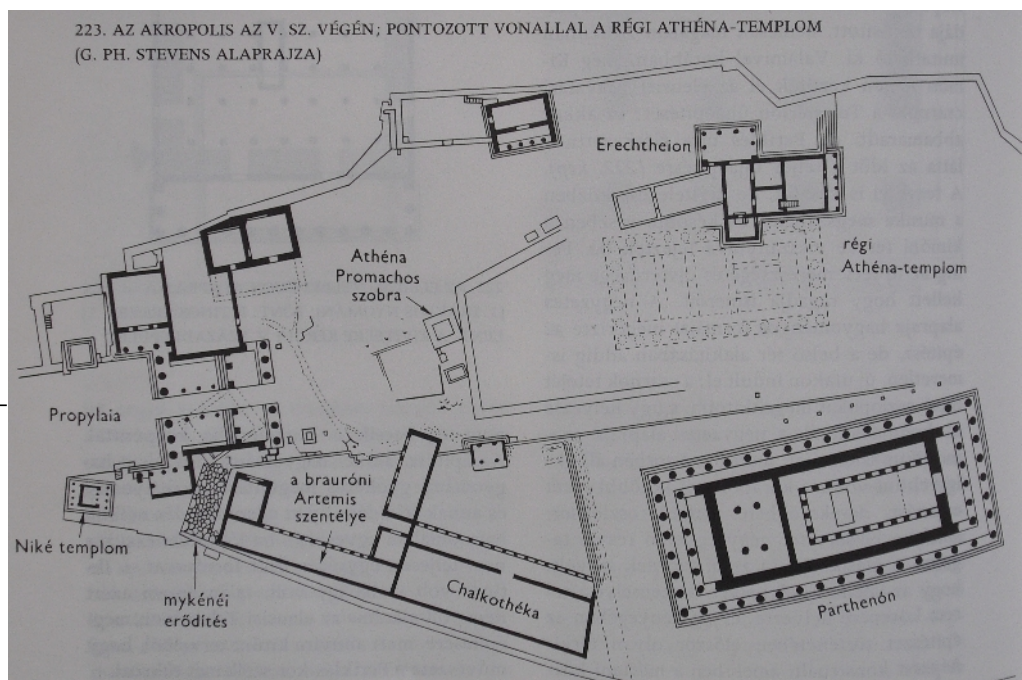 223. AZ AKROPOLIS AZ V. SZ. VÉGÉN; PONTOZOTT VONALLAL A RÉGI ATHÉNA-TEMPLOM
(G. PH. STEVENS ALAPRAJZA)
Erechtheion
régi
Athéna-templom
Athéna
Promachos
szobra
Propylaia
a brauróni
Artemis
szentélye
Niké templom
mykénéi
erődítés
Chalkothéka
Parthenón